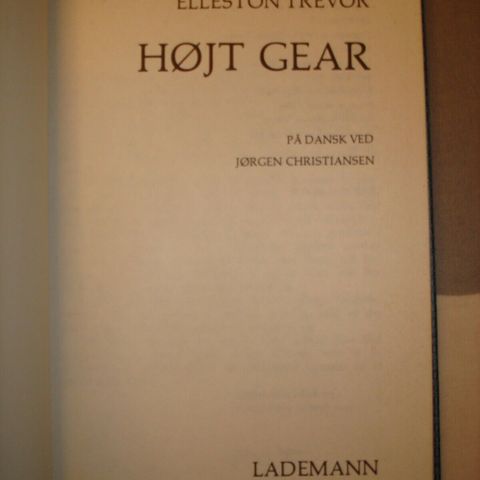 ELLESTON TREVOR
HØJT GEAR
PÅ DANSK VED
JØRGEN CHRISTIANSEN
LADEMANN